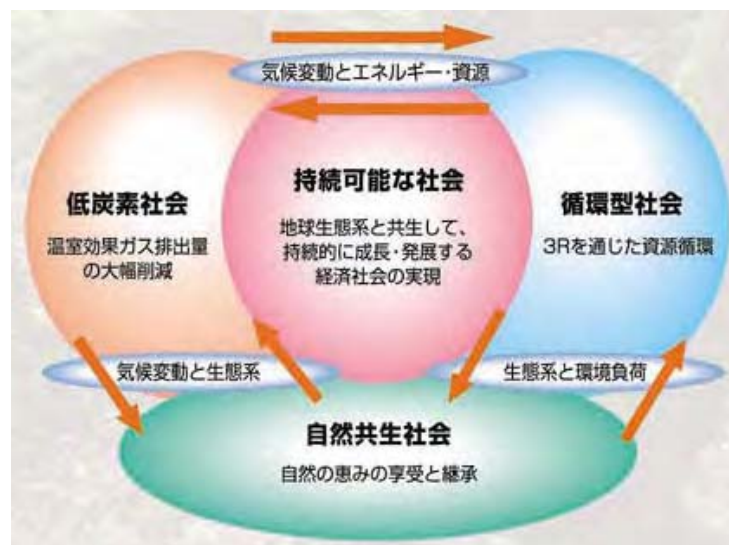 気候変動とエネルギー・資源
低炭素社会
温室効果ガス排出量
の大幅削減
持続可能な社会
地球生態系と共生して、
持続的に成長・発展する
経済社会の実現
循環型社会
3Rを通じた資源循環
気候変動と生態系
生態系と環境負荷
自然共生社会
自然の恵みの享受と継承